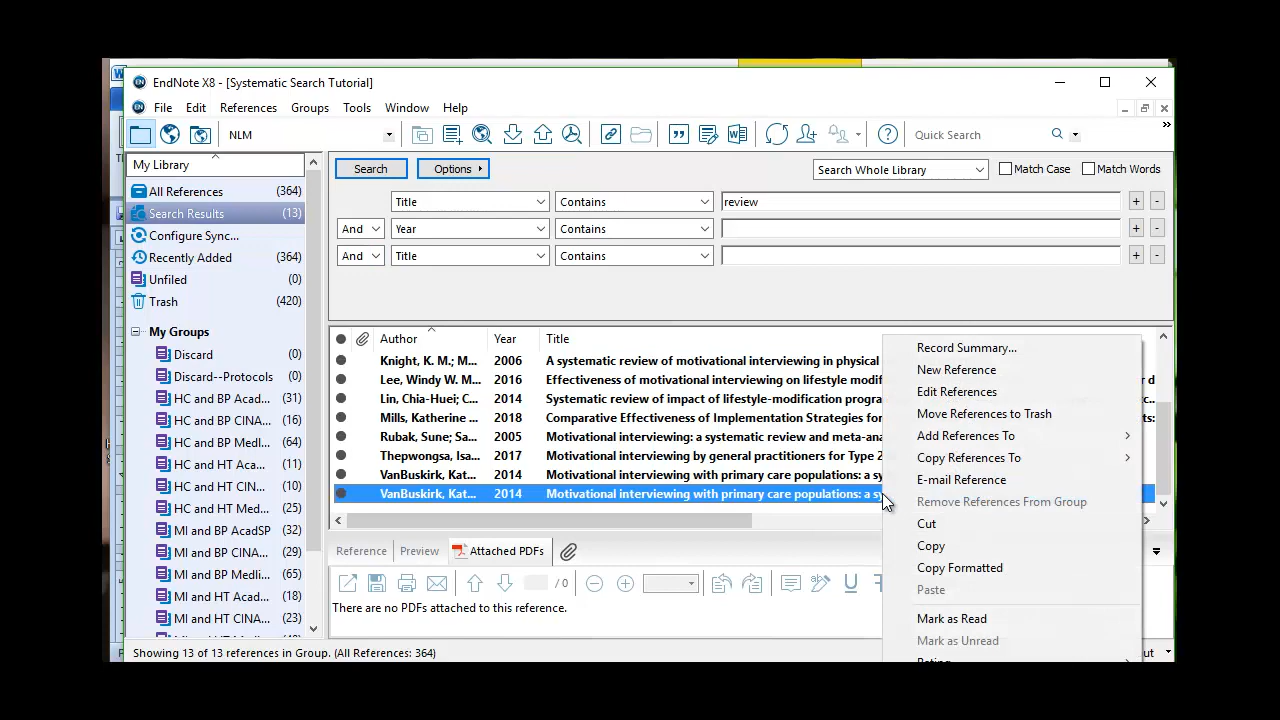 EndNote X8 - [Systematic Search Tutorial]
File Edit References Groups Tools Window Help
NLM
Quick Search
My Library
All References (364)
Search Results (13)
Configure Sync...
Recently Added (364)
Unfiled (0)
Trash (420)
My Groups
Discard (0)
Discard--Protocols (0)
HC and BP Acad... (31)
HC and BP CINA... (39)
HC and BP Medl... (64)
HC and HT Aca... (11)
HC and HT CINA... (39)
HC and HT Med... (25)
MI and BP AcadSP (32)
MI and BP CINA... (29)
MI and BP Medli... (65)
MI and HT Acad... (18)
MI and HT CINA... (23)
Search Options Search Whole Library Match Case Match Words
Title Contains review
And Year Contains
And Title Contains
Author Year Title
Knight, K. M.; M... 2006 A systematic review of motivational interviewing in physical
Lee, Windy W. M... 2016 Effectiveness of motivational interviewing on lifestyle modif
Lin, Chia-Huei; C... 2014 Systematic review of impact of lifestyle-modification progra
Mills, Katherine ... 2018 Comparative Effectiveness of Implementation Strategies for
Rubak, Sune; Sa... 2005 Motivational interviewing: a systematic review and meta-ana
Thepwongsa, Isa... 2017 Motivational interviewing by general practitioners for Type 2
VanBuskirk, Kat... 2014 Motivational interviewing with primary care populations: a sy
VanBuskirk, Kat... 2014 Motivational interviewing with primary care populations: a sy
Record Summary...
New Reference
Edit References
Move References to Trash
Add References To
Copy References To
E-mail Reference
Remove References From Group
Cut
Copy
Copy Formatted
Paste
Mark as Read
Mark as Unread
Rating
Reference Preview Attached PDFs
/ 0
There are no PDFs attached to this reference.
Showing 13 of 13 references in Group. (All References: 364)